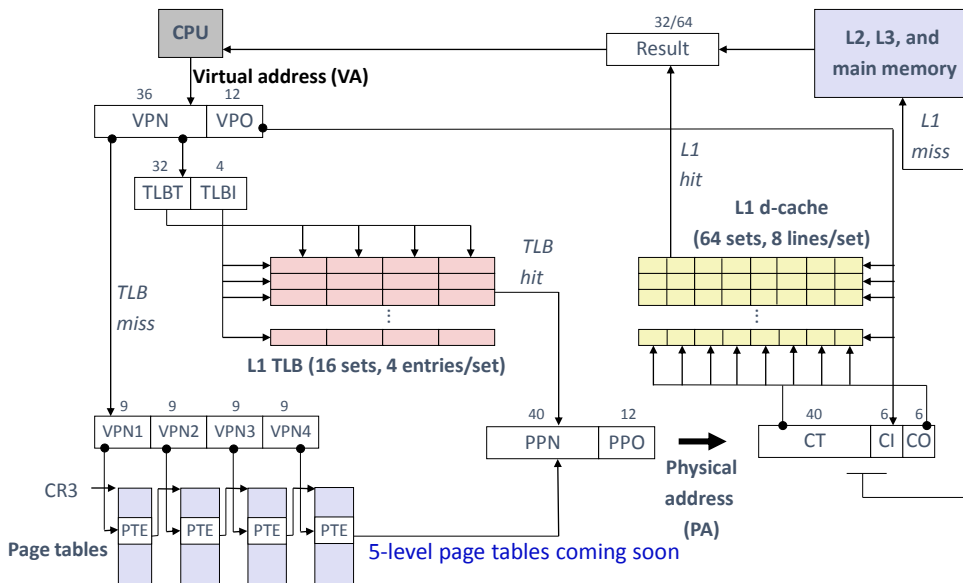 CPU
32/64
Result
L2, L3, and
main memory
Virtual address (VA)
36
12
VPN
VPO
L1
miss
L1
hit
32
4
TLBT
TLBI
L1 d-cache
(64 sets, 8 lines/set)
TLB
hit
TLB
miss
...
...
L1 TLB (16 sets, 4 entries/set)
9
9
9
9
VPN1
VPN2
VPN3
VPN4
40
12
PPN
PPO
40
6
6
CT
CI
CO
Physical
address
(PA)
CR3
PTE
PTE
PTE
PTE
Page tables
5-level page tables coming soon